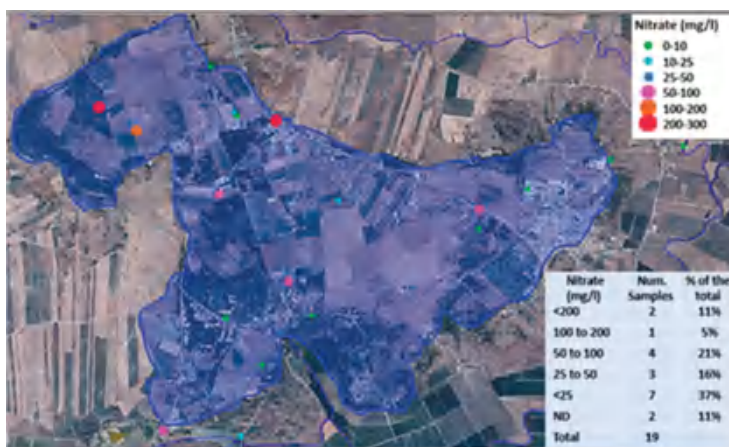 Nitrate (mg/l)
0-10
10-25
25-50
50-100
100-200
200-300
Nitrate (mg/l) Num. Samples % of the total
<200 2 11%
100 to 200 1 5%
50 to 100 4 21%
25 to 50 3 16%
<25 7 37%
ND 2 11%
Total 19